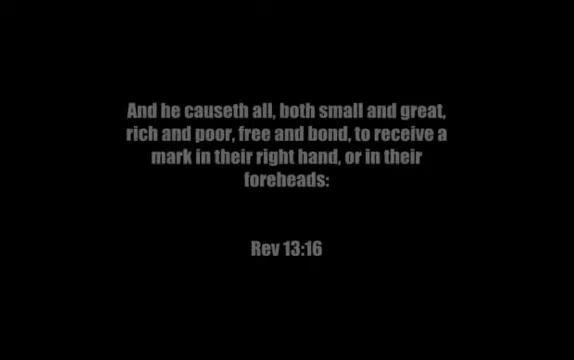 And he causeth all, both small and great,
rich and poor, free and bond, to receive a
mark in their right hand, or in their
foreheads:
Rev 13:16